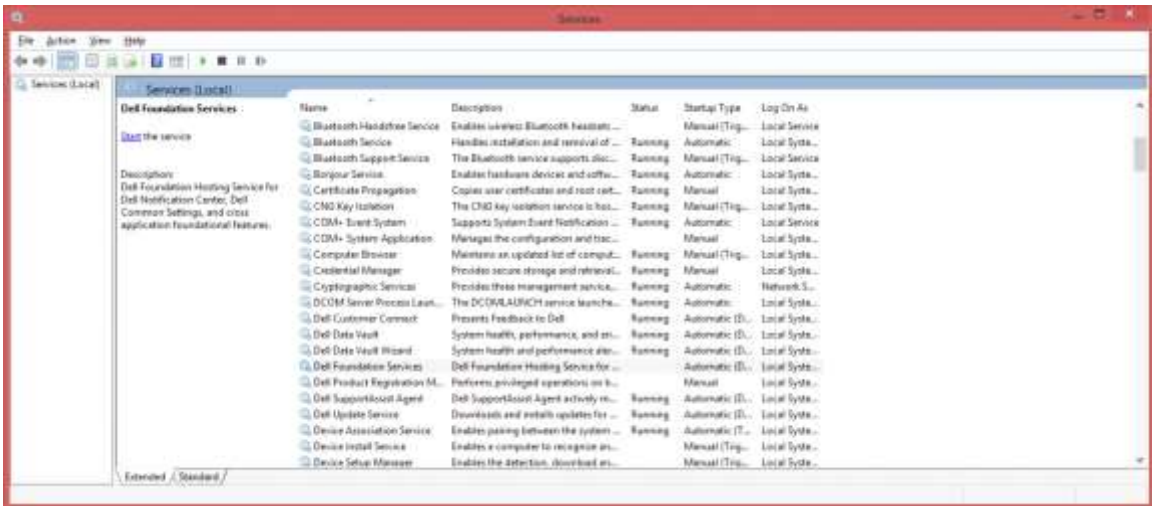 Services
File Action View Help
Services (Local)
Services (Local)
Dell Foundation Services
Start the service
Description:
Dell Foundation Hosting Service for
Dell Notification Center, Dell
Common Settings, and cross
application foundational features.
Name Description Status Startup Type Log On As
Bluetooth Handsfree Service Enables wireless Bluetooth headsets ... Manual (Trig... Local Service
Bluetooth Service Handles installation and removal of ... Running Automatic Local Syste...
Bluetooth Support Service The Bluetooth service supports disc... Running Manual (Trig... Local Service
Bonjour Service Enables hardware devices and softw... Running Automatic Local Syste...
Certificate Propagation Copies user certificates and root cert... Running Manual Local Syste...
CNG Key Isolation The CNG key isolation service is hos... Running Manual (Trig... Local Syste...
COM+ Event System Supports System Event Notification ... Running Automatic Local Service
COM+ System Application Manages the configuration and trac... Manual Local Syste...
Computer Browser Maintains an updated list of comput... Running Manual (Trig... Local Syste...
Credential Manager Provides secure storage and retrieval... Running Manual Local Syste...
Cryptographic Services Provides three management service... Running Automatic Network S...
DCOM Server Process Laun... The DCOMLAUNCH service launche... Running Automatic Local Syste...
Dell Customer Connect Presents Feedback to Dell Running Automatic (D... Local Syste...
Dell Data Vault System health, performance, and en... Running Automatic (D... Local Syste...
Dell Data Vault Wizard System health and performance aler... Running Automatic (D... Local Syste...
Dell Foundation Services Dell Foundation Hosting Service for ... Automatic (D... Local Syste...
Dell Product Registration M... Performs privileged operations on b... Manual Local Syste...
Dell SupportAssist Agent Dell SupportAssist Agent actively m... Running Automatic (D... Local Syste...
Dell Update Service Downloads and installs updates for ... Running Automatic (D... Local Syste...
Device Association Service Enables pairing between the system ... Running Automatic (T... Local Syste...
Device Install Service Enables a computer to recognize an... Manual (Trig... Local Syste...
Device Setup Manager Enables the detection, download an... Manual (Trig... Local Syste...
Extended Standard